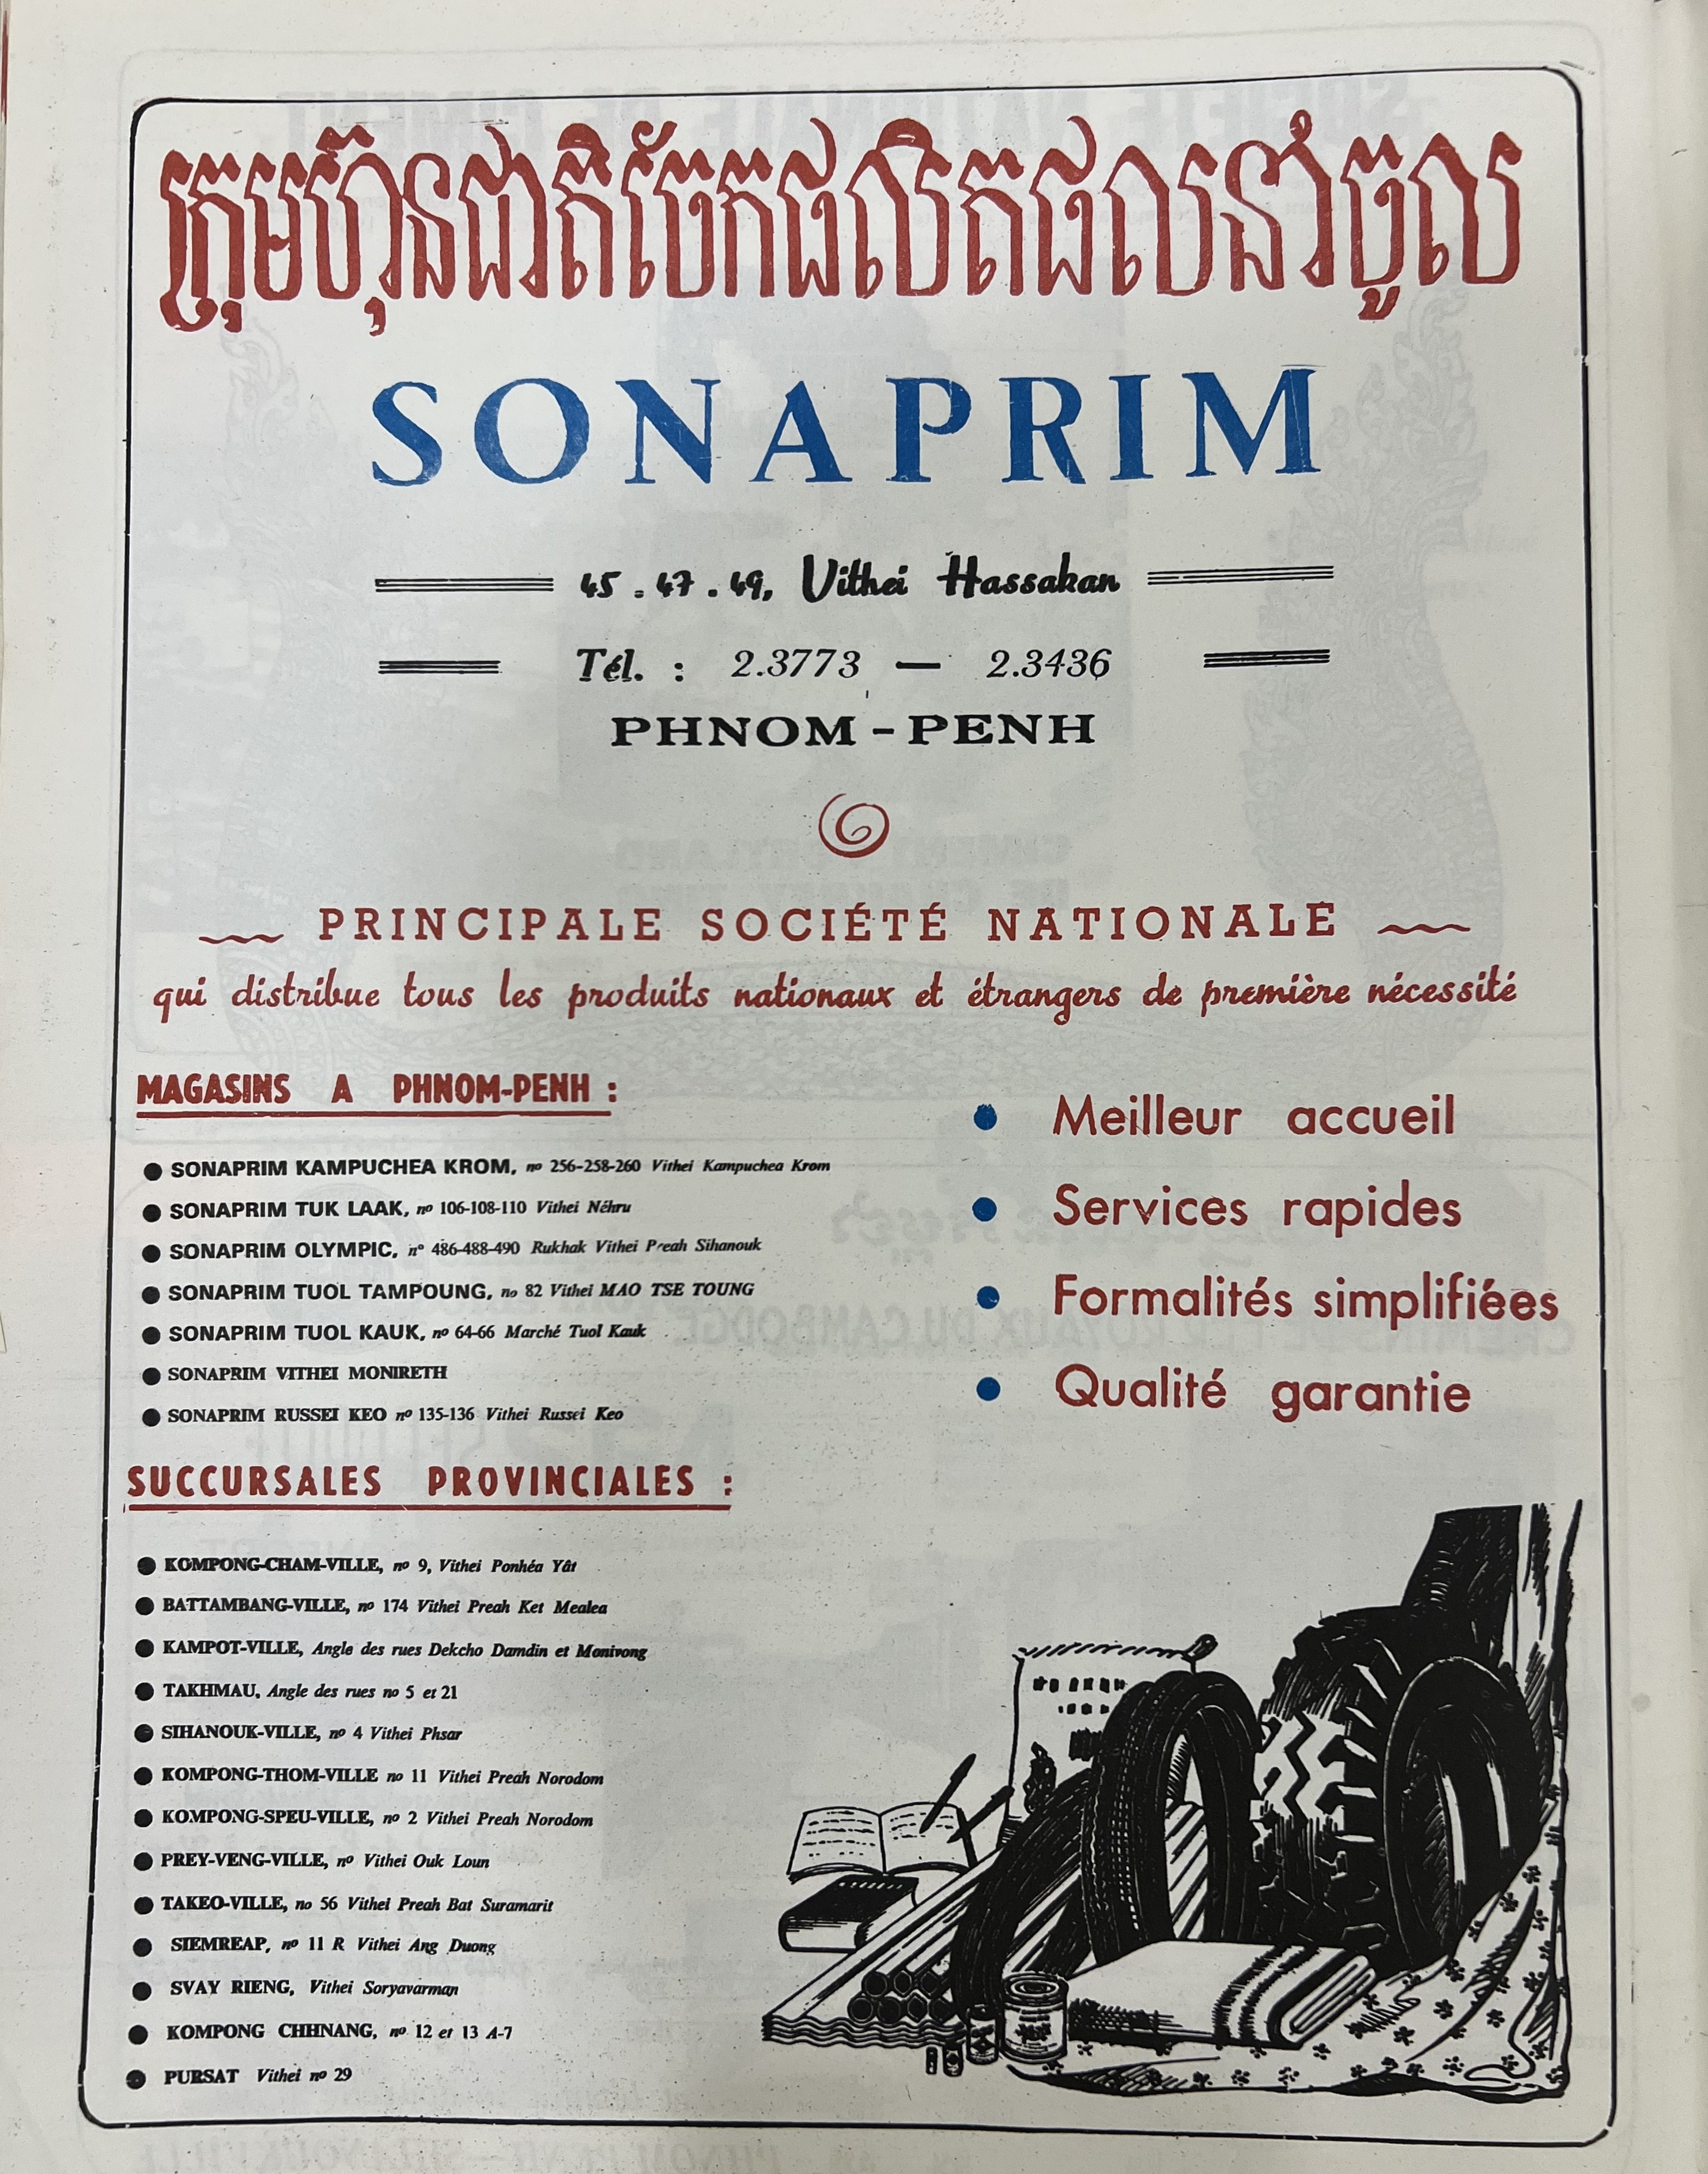 ក្រុមហ៊ុនជាតិចែកផលិតផលនាំចូល
SONAPRIM
45 . 47 . 49, Vithei Hassakan
Tél. : 2.3773 — 2.3436
PHNOM-PENH
PRINCIPALE SOCIÉTÉ NATIONALE
qui distribue tous les produits nationaux et étrangers de première nécessité
MAGASINS A PHNOM-PENH :
● SONAPRIM KAMPUCHEA KROM, nº 256-258-260 Vithei Kampuchea Krom
● SONAPRIM TUK LAAK, nº 106-108-110 Vithei Néhru
● SONAPRIM OLYMPIC, nº 486-488-490 Rukhak Vithei Preah Sihanouk
● SONAPRIM TUOL TAMPOUNG, no 82 Vithei MAO TSE TOUNG
● SONAPRIM TUOL KAUK, nº 64-66 Marché Tuol Kauk
● SONAPRIM VITHEI MONIRETH
● SONAPRIM RUSSEI KEO nº 135-136 Vithei Russei Keo
● Meilleur accueil
● Services rapides
● Formalités simplifiées
● Qualité garantie
SUCCURSALES PROVINCIALES :
● KOMPONG-CHAM-VILLE, nº 9, Vithei Ponhéa Yât
● BATTAMBANG-VILLE, nº 174 Vithei Preah Ket Mealea
● KAMPOT-VILLE, Angle des rues Dekcho Damdin et Monivong
● TAKHMAU, Angle des rues no 5 et 21
● SIHANOUK-VILLE, nº 4 Vithei Phsar
● KOMPONG-THOM-VILLE no 11 Vithei Preah Norodom
● KOMPONG-SPEU-VILLE, nº 2 Vithei Preah Norodom
● PREY-VENG-VILLE, nº Vithei Ouk Loun
● TAKEO-VILLE, no 56 Vithei Preah Bat Suramarit
● SIEMREAP, nº 11 R Vithei Ang Duong
● SVAY RIENG, Vithei Soryavarman
● KOMPONG CHHNANG, nº 12 et 13 A-7
● PURSAT Vithei nº 29